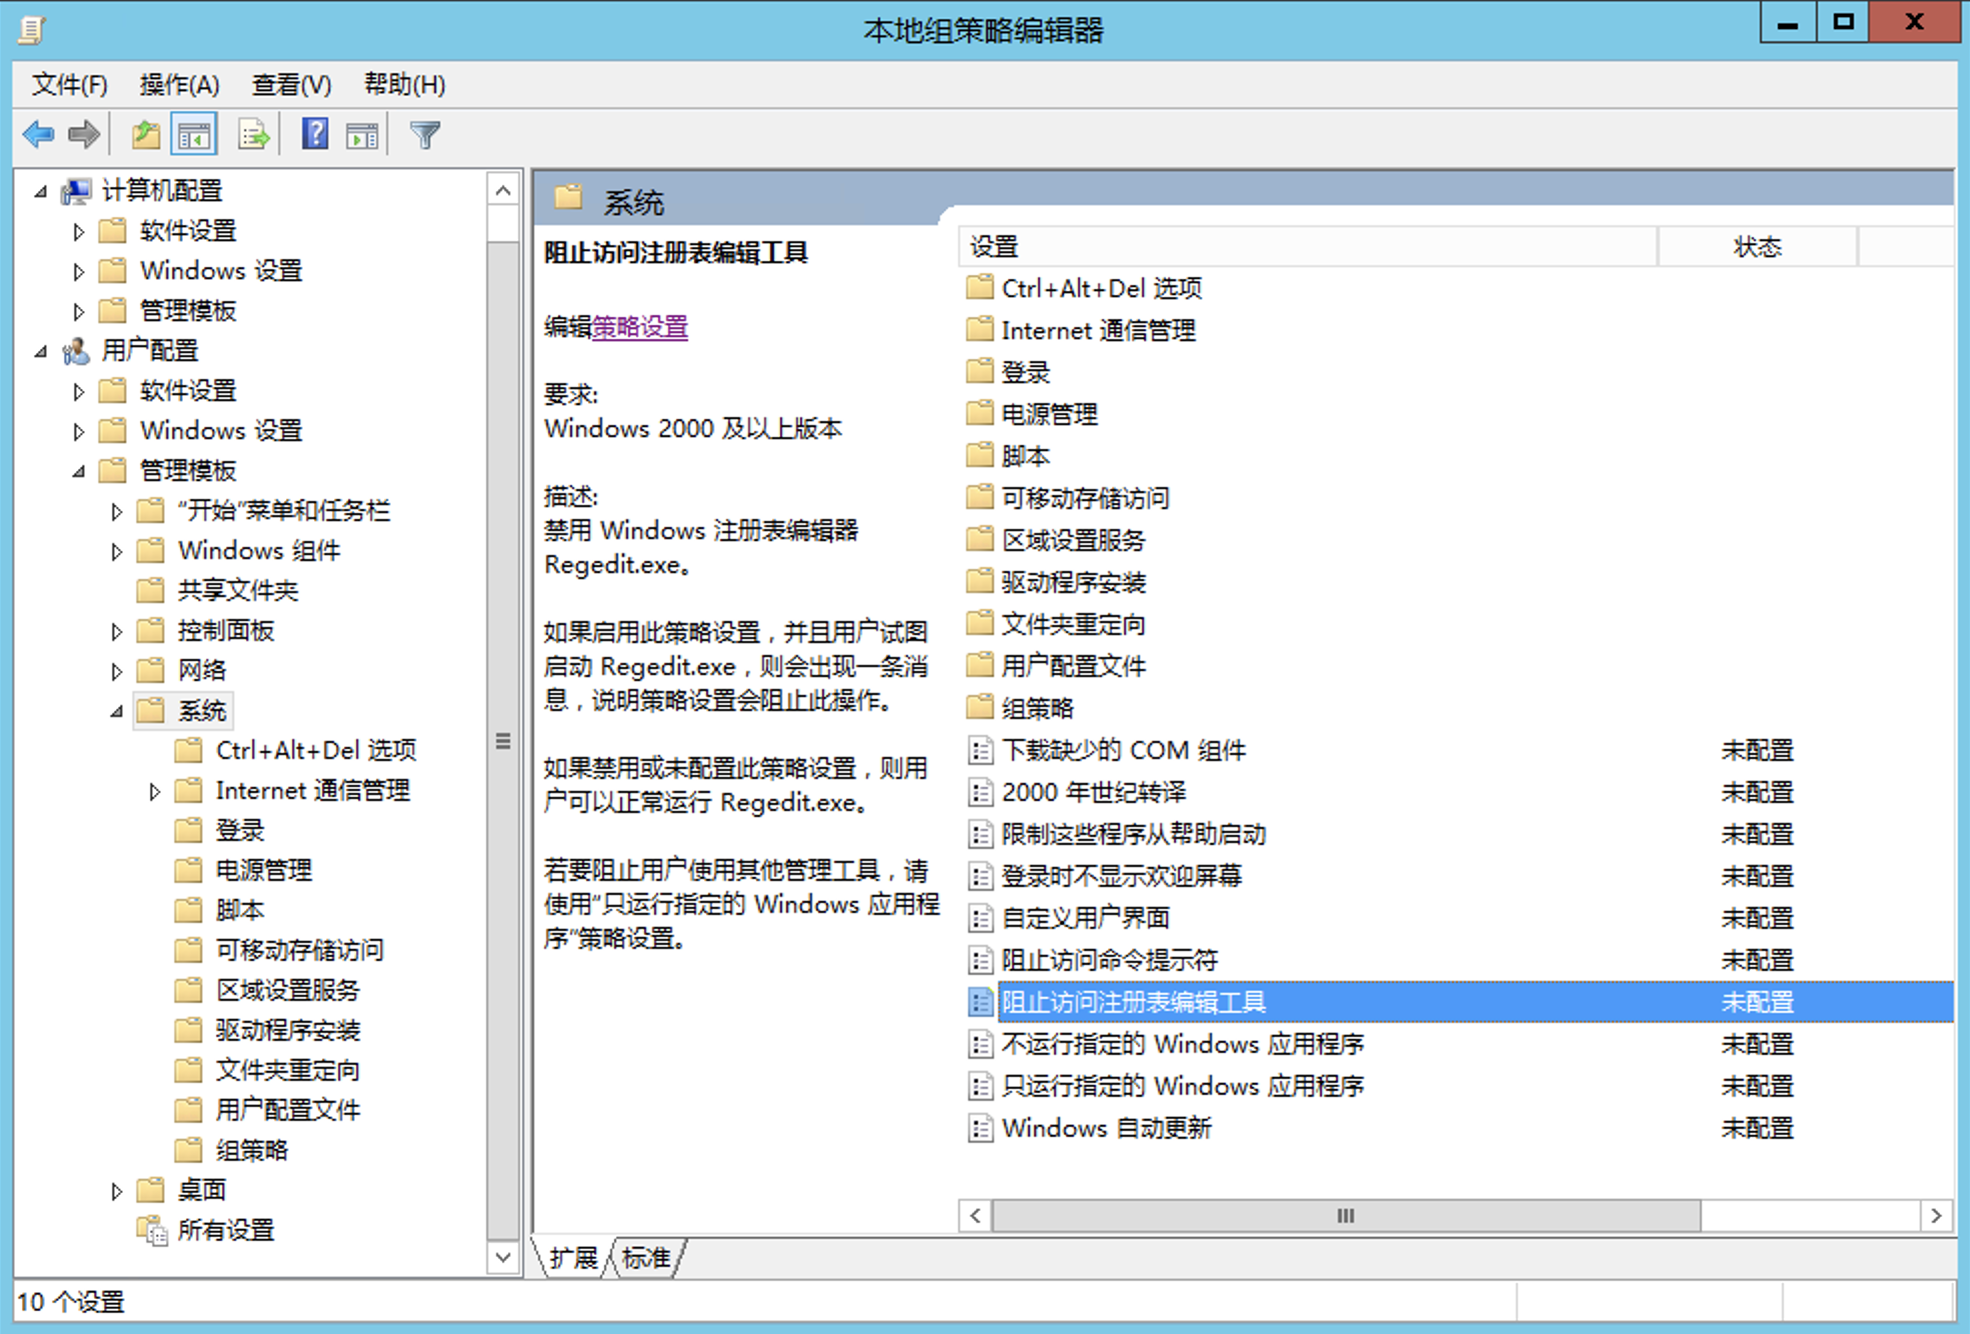 本地组策略编辑器
文件(F) 操作(A) 查看(V) 帮助(H)
计算机配置
软件设置
Windows 设置
管理模板
用户配置
软件设置
Windows 设置
管理模板
“开始”菜单和任务栏
Windows 组件
共享文件夹
控制面板
网络
系统
Ctrl+Alt+Del 选项
Internet 通信管理
登录
电源管理
脚本
可移动存储访问
区域设置服务
驱动程序安装
文件夹重定向
用户配置文件
组策略
桌面
所有设置
系统
阻止访问注册表编辑工具
编辑策略设置
要求:
Windows 2000 及以上版本
描述:
禁用 Windows 注册表编辑器
Regedit.exe。
如果启用此策略设置，并且用户试图
启动 Regedit.exe，则会出现一条消
息，说明策略设置会阻止此操作。
如果禁用或未配置此策略设置，则用
户可以正常运行 Regedit.exe。
若要阻止用户使用其他管理工具，请
使用“只运行指定的 Windows 应用程
序”策略设置。
设置 状态
Ctrl+Alt+Del 选项
Internet 通信管理
登录
电源管理
脚本
可移动存储访问
区域设置服务
驱动程序安装
文件夹重定向
用户配置文件
组策略
下载缺少的 COM 组件 未配置
2000 年世纪转译 未配置
限制这些程序从帮助启动 未配置
登录时不显示欢迎屏幕 未配置
自定义用户界面 未配置
阻止访问命令提示符 未配置
阻止访问注册表编辑工具 未配置
不运行指定的 Windows 应用程序 未配置
只运行指定的 Windows 应用程序 未配置
Windows 自动更新 未配置
扩展 标准
10 个设置